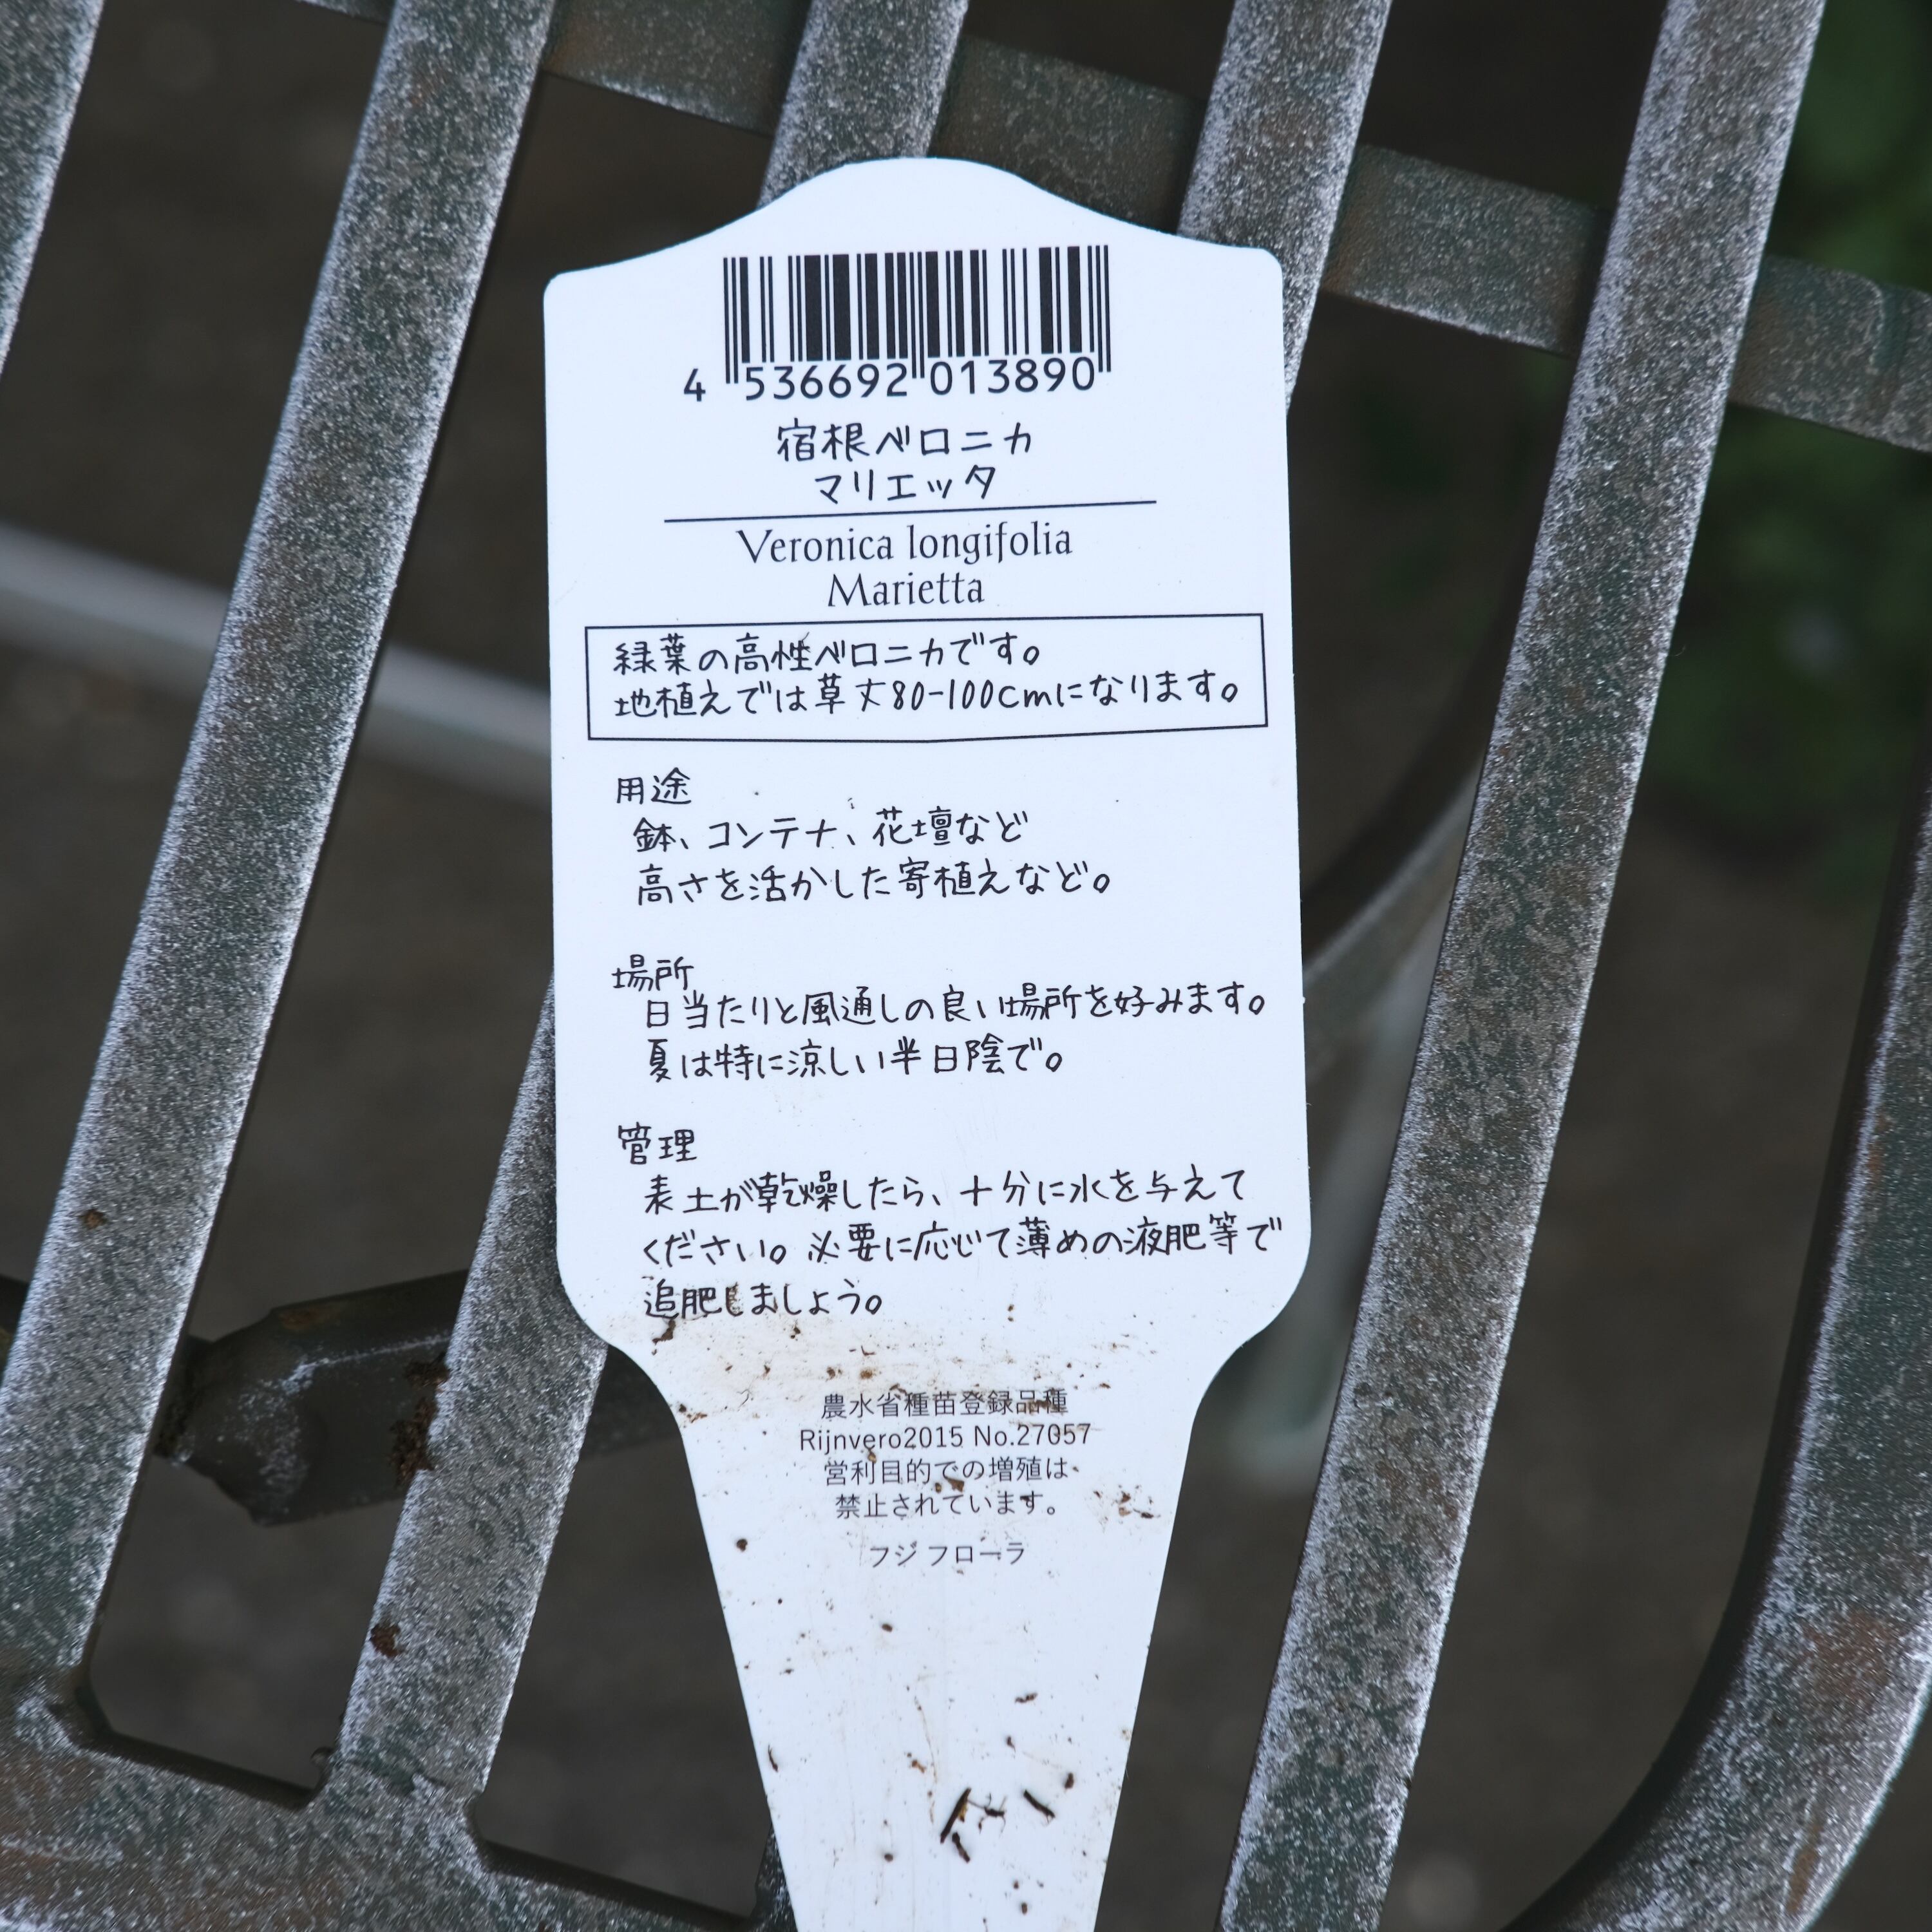 4 536692 013890
宿根ベロニカ
マリエッタ
Veronica longifolia
Marietta
緑葉の高性ベロニカです。
地植えでは草丈80-100cmになります。
用途
鉢、コンテナ、花壇など
高さを活かした寄植えなど。
場所
日当たりと風通しの良い場所を好みます。
夏は特に涼しい半日陰で。
管理
表土が乾燥したら、十分に水を与えて
ください。必要に応じて薄めの液肥等で
追肥しましょう。
農水省種苗登録品種
Rijnvero2015 No.27057
営利目的での増殖は
禁止されています。
フジ フローラ